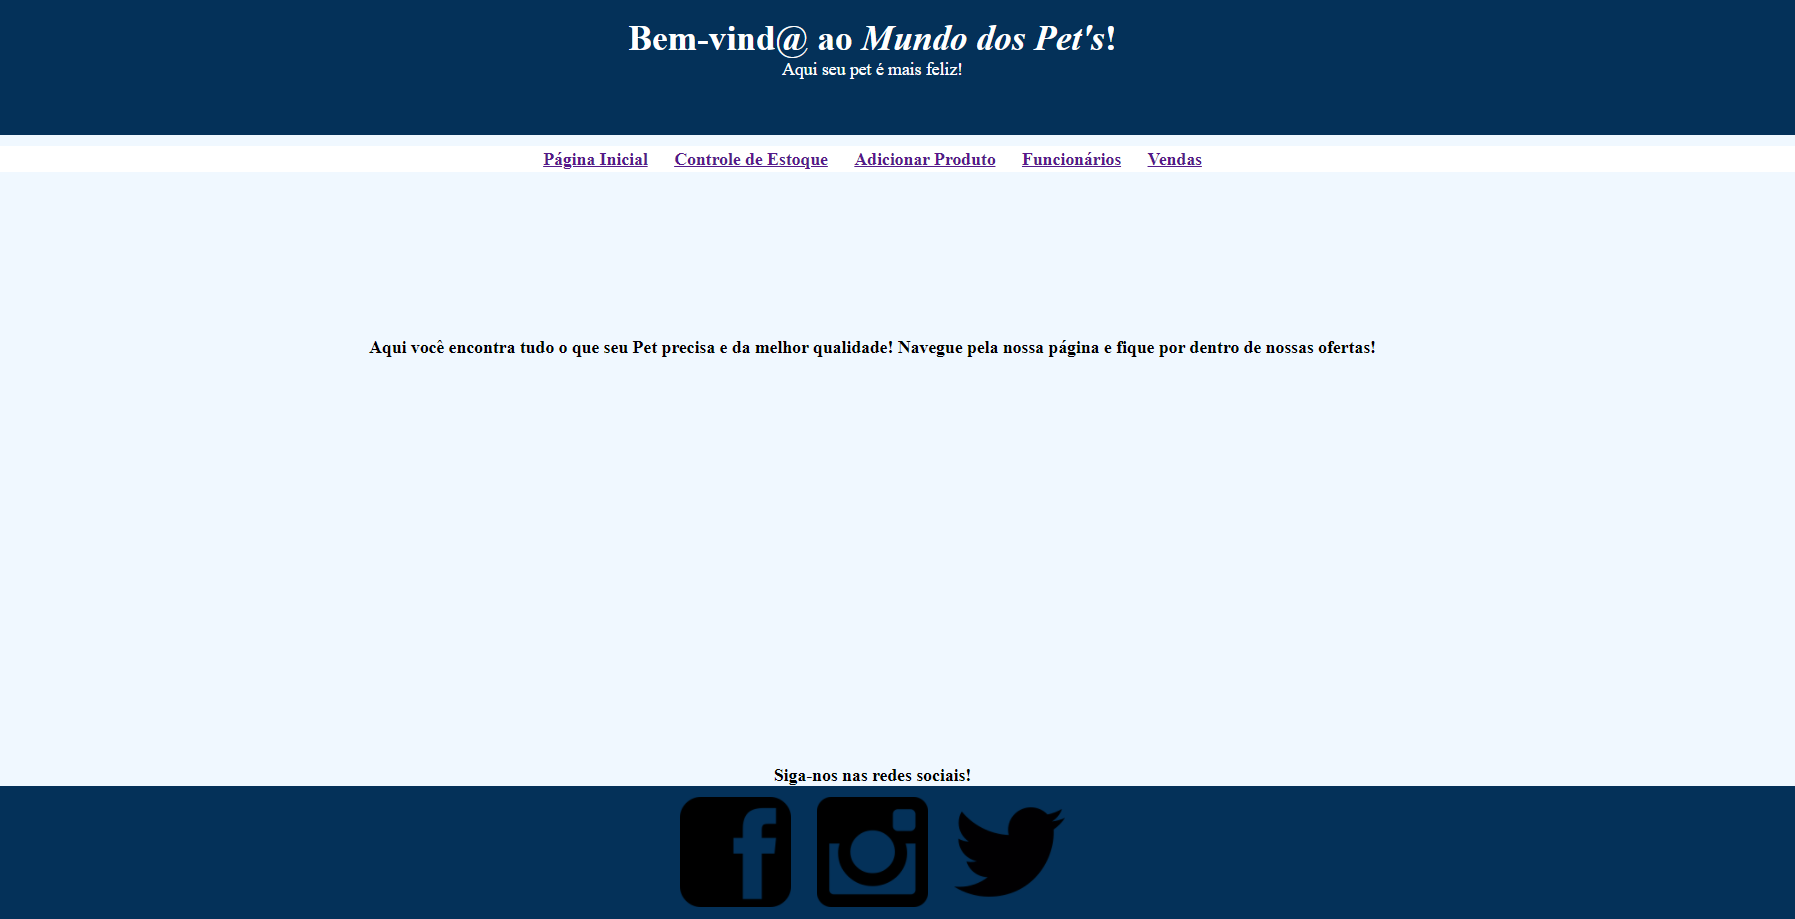 Bem-vind@ ao Mundo dos Pet's!
Aqui seu pet é mais feliz!
Página Inicial Controle de Estoque Adicionar Produto Funcionários Vendas
Aqui você encontra tudo o que seu Pet precisa e da melhor qualidade! Navegue pela nossa página e fique por dentro de nossas ofertas!
Siga-nos nas redes sociais!